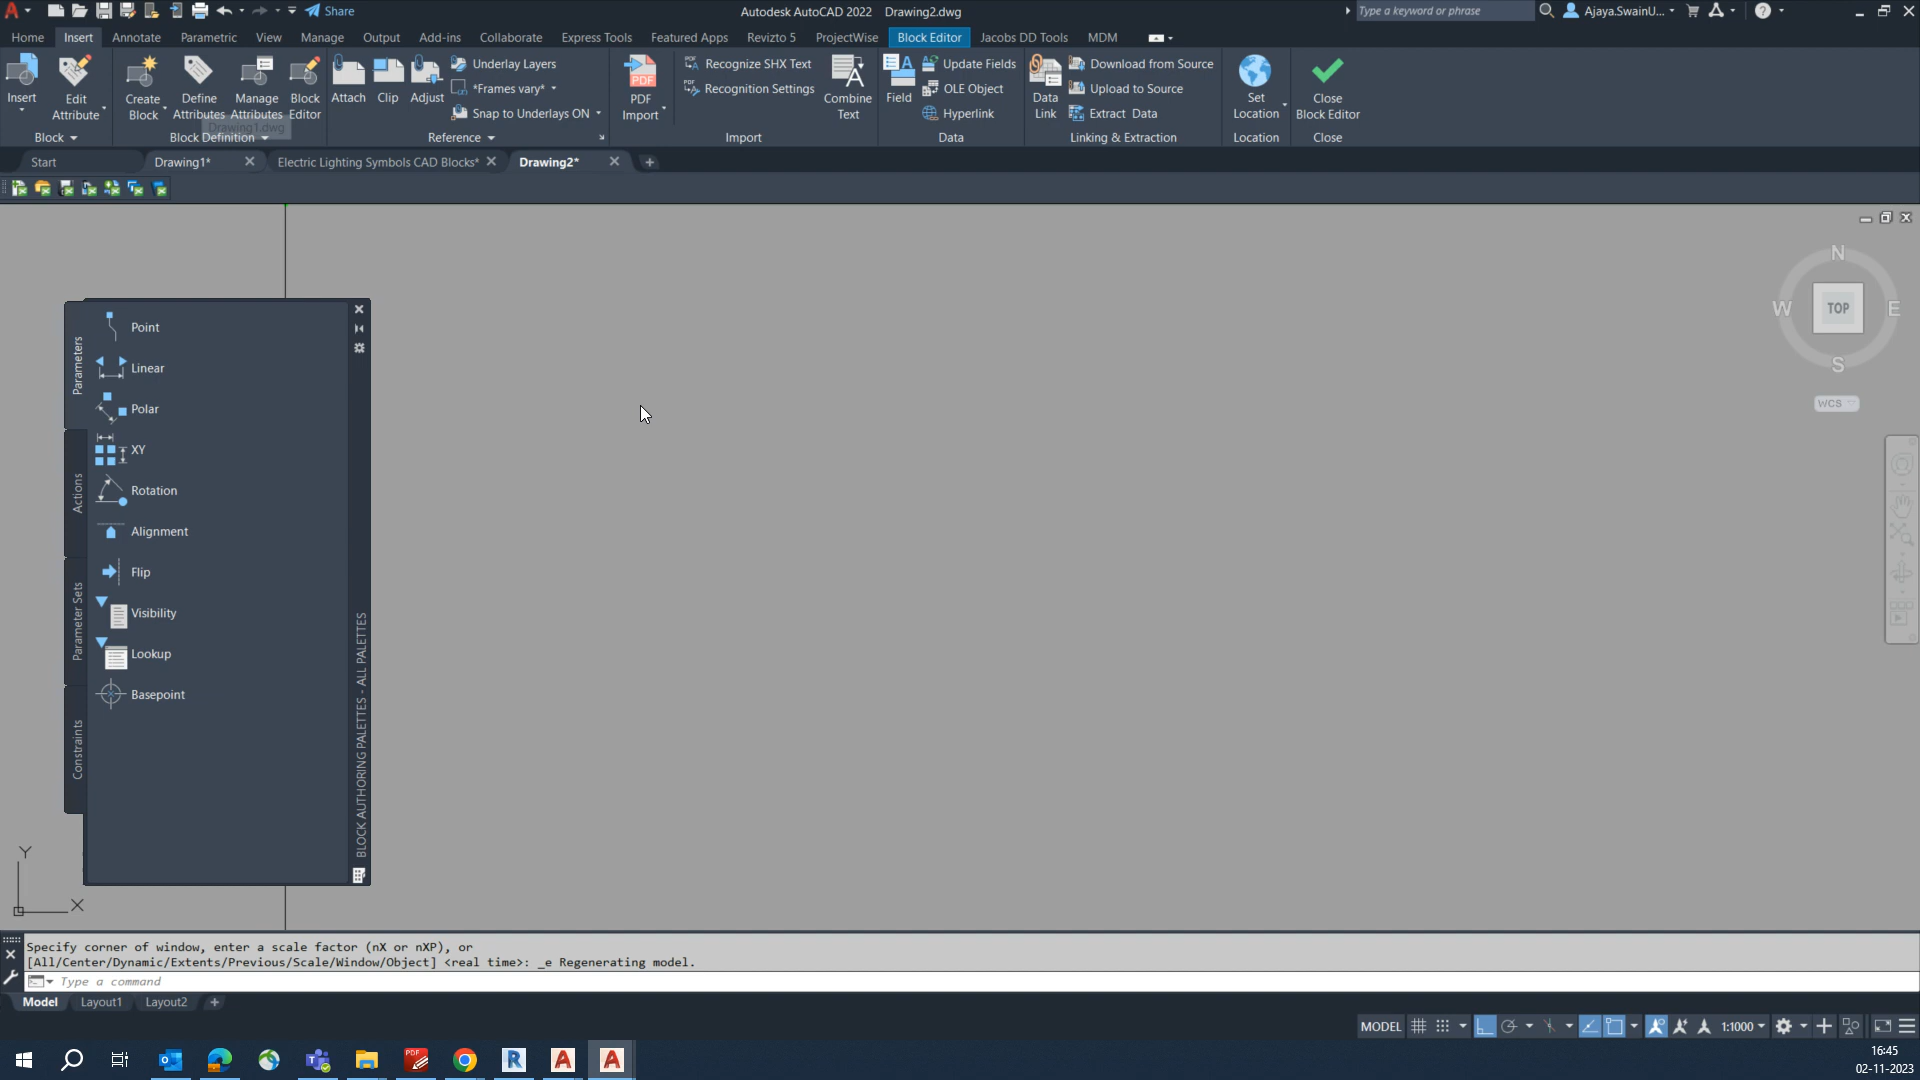 Share
Autodesk AutoCAD 2022 Drawing2.dwg
Type a keyword or phrase
Ajaya.SwainU...
Home Insert Annotate Parametric View Manage Output Add-ins Collaborate Express Tools Featured Apps Revizto 5 ProjectWise Block Editor Jacobs DD Tools MDM
Insert
Edit Attribute
Create Block
Define Attributes
Manage Attributes
Block Editor
Attach
Clip
Adjust
Underlay Layers
*Frames vary*
Snap to Underlays ON
PDF Import
Recognize SHX Text
Recognition Settings
Combine Text
Field
Update Fields
OLE Object
Hyperlink
Data Link
Download from Source
Upload to Source
Extract Data
Set Location
Close Block Editor
Drawing1.dwg
Block Block Definition Reference Import Data Linking & Extraction Location Close
Start Drawing1* Electric Lighting Symbols CAD Blocks* Drawing2*
N
W TOP E
S
WCS
Parameters
Actions
Parameter Sets
Constraints
Point
Linear
Polar
XY
Rotation
Alignment
Flip
Visibility
Lookup
Basepoint
BLOCK AUTHORING PALETTES - ALL PALETTES
Y
X
Specify corner of window, enter a scale factor (nX or nXP), or
[All/Center/Dynamic/Extents/Previous/Scale/Window/Object] <real time>: _e Regenerating model.
Type a command
Model Layout1 Layout2
MODEL 1:1000
16:45
02-11-2023